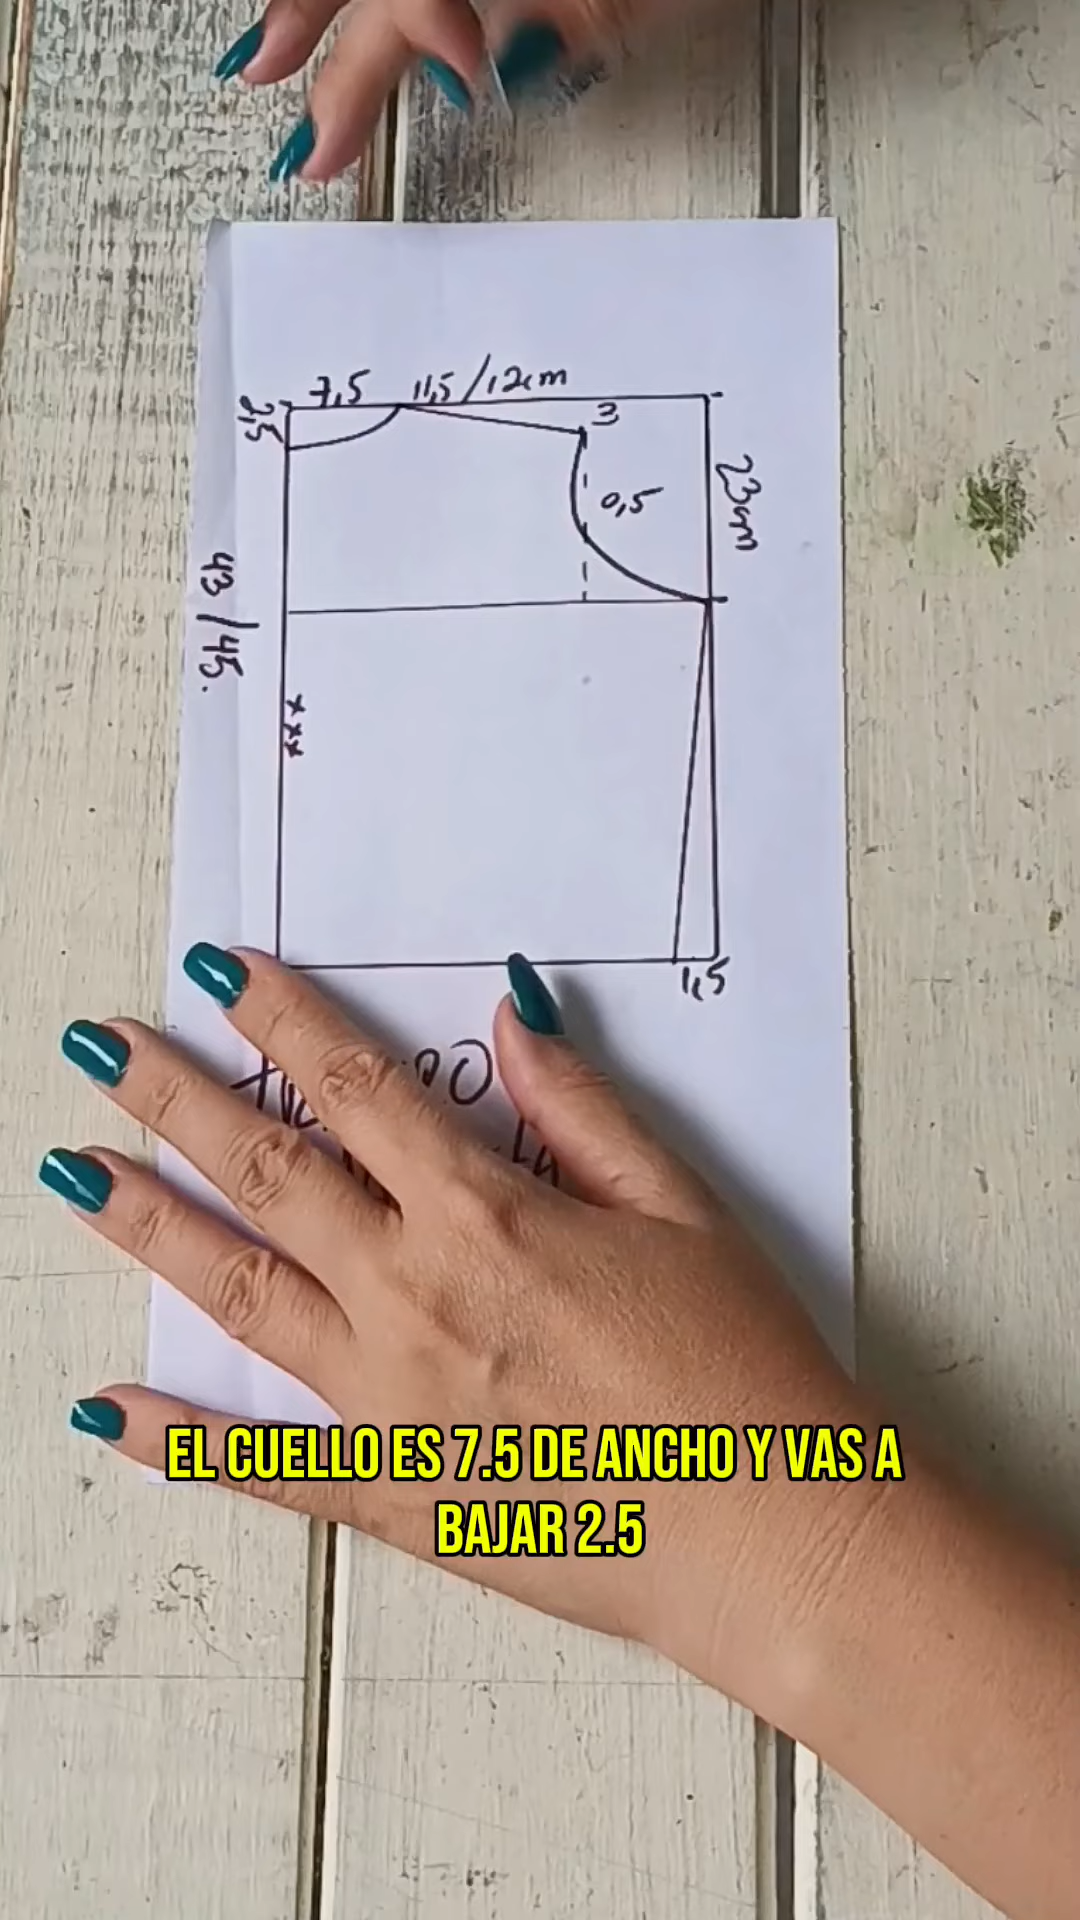 7,5 11,5 / 12cm
2,5
3
0,5
23cm
43 / 45.
xxx
1,5
EL CUELLO ES 7.5 DE ANCHO Y VAS A
BAJAR 2.5